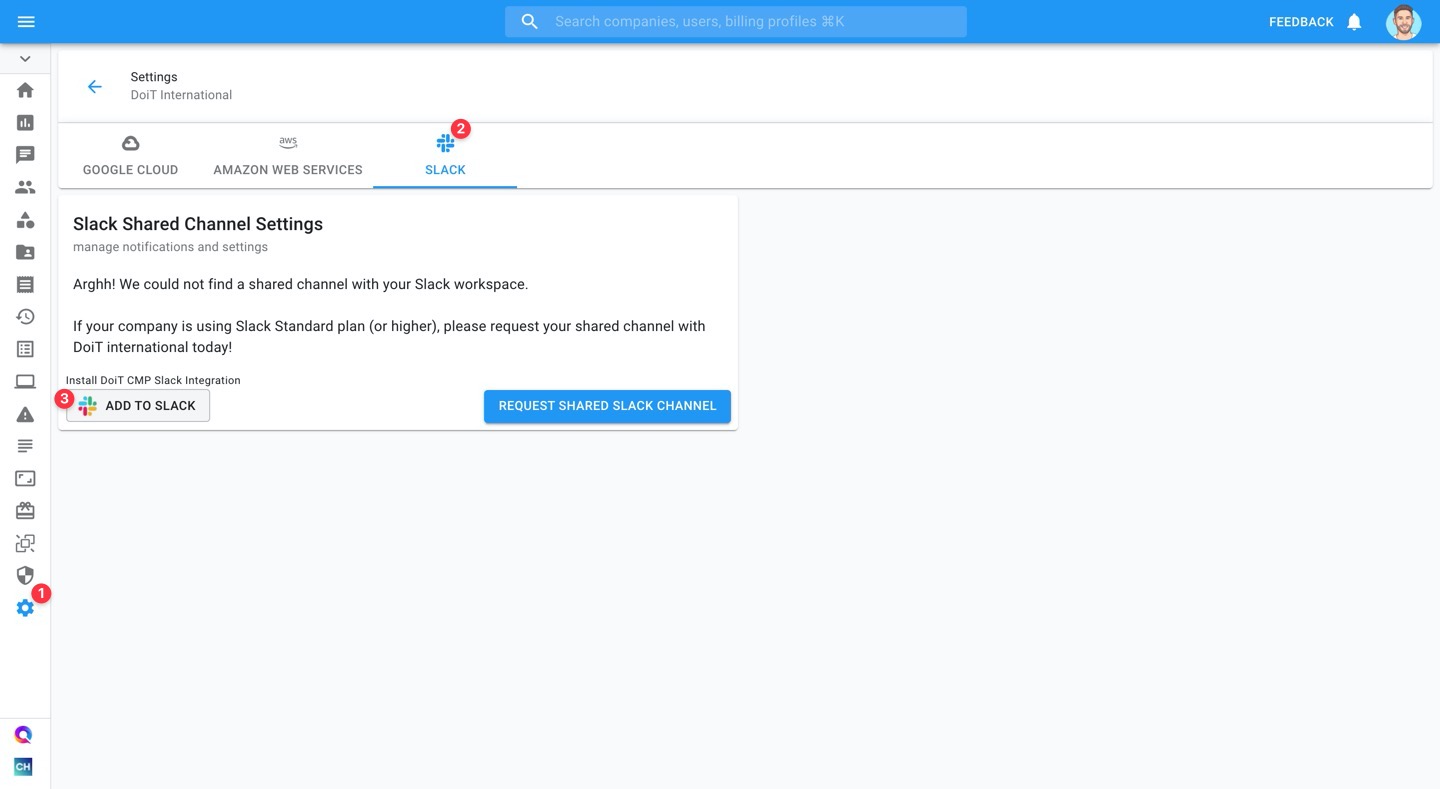 Search companies, users, billing profiles ⌘K
FEEDBACK
Settings
DoiT International
2
aws
GOOGLE CLOUD
AMAZON WEB SERVICES
SLACK
Slack Shared Channel Settings
manage notifications and settings
Arghh! We could not find a shared channel with your Slack workspace.
If your company is using Slack Standard plan (or higher), please request your shared channel with
DoiT international today!
Install DoiT CMP Slack Integration
3
ADD TO SLACK
REQUEST SHARED SLACK CHANNEL
1
CH